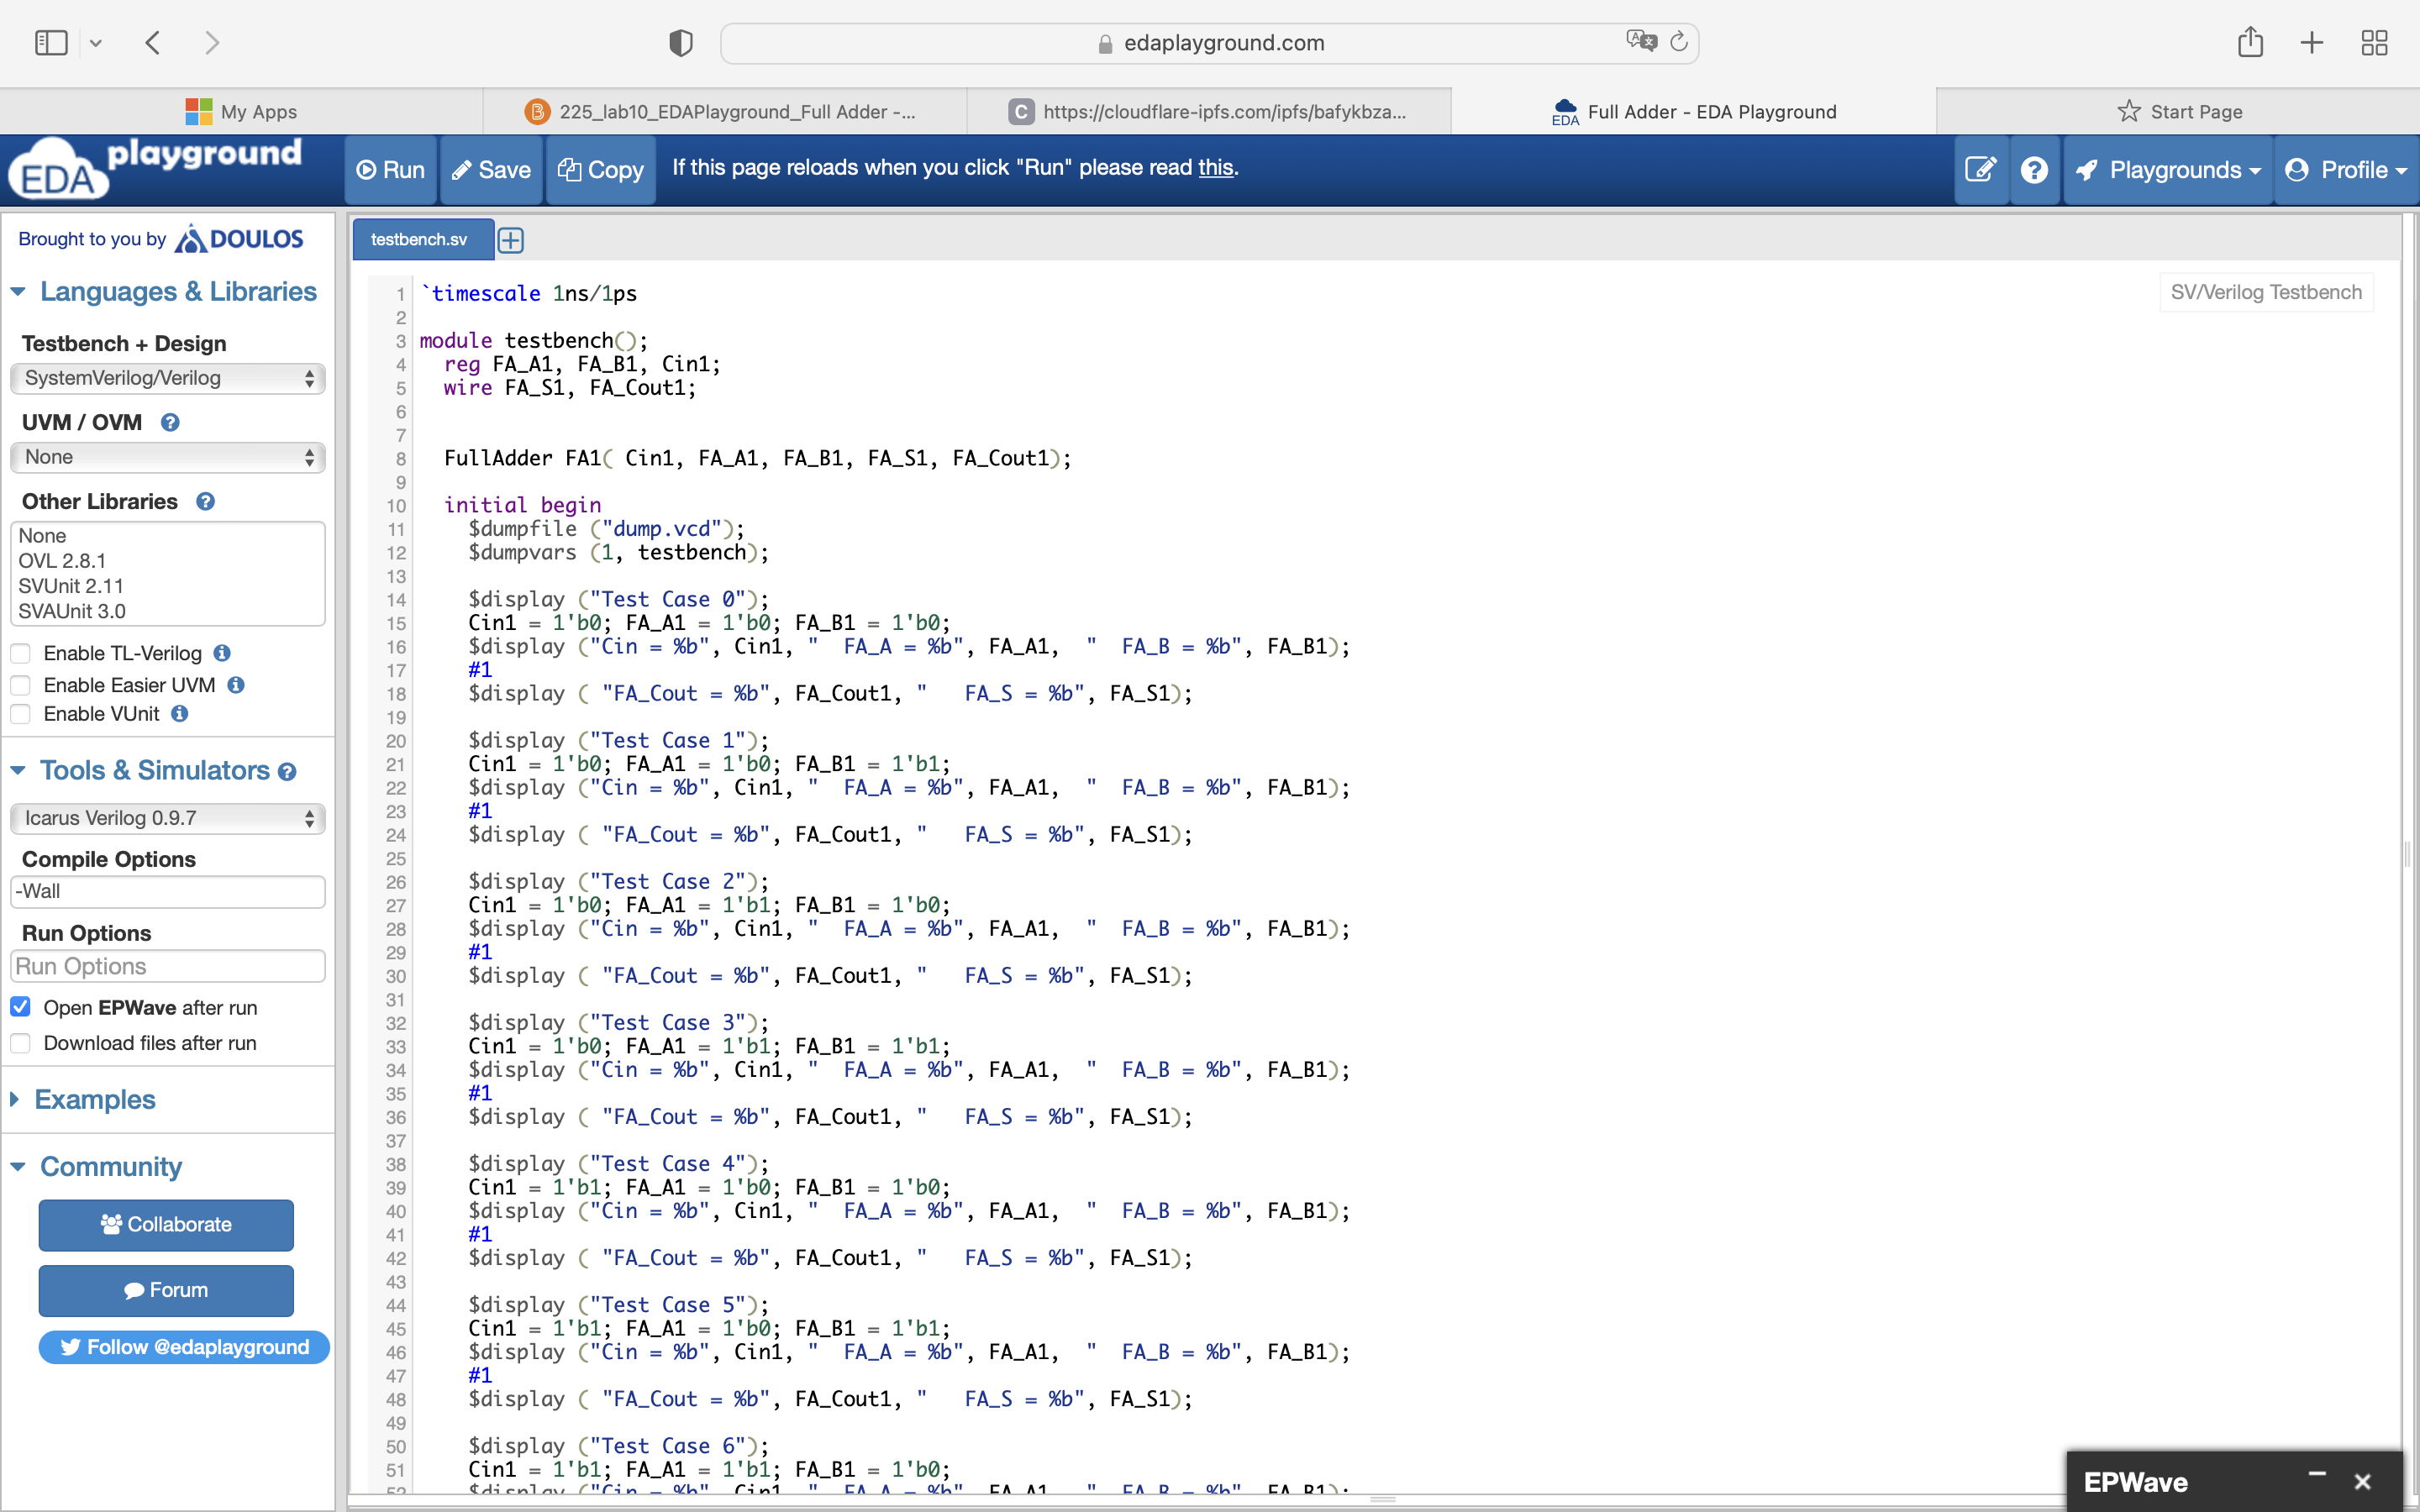 edaplayground.com
My Apps
225_lab10_EDAPlayground_Full Adder -...
https://cloudflare-ipfs.com/ipfs/bafykbza...
Full Adder - EDA Playground
Start Page
EDA playground
Run
Save
Copy
If this page reloads when you click "Run" please read this.
Playgrounds
Profile
Brought to you by DOULOS
Languages & Libraries
Testbench + Design
SystemVerilog/Verilog
UVM / OVM
None
Other Libraries
None
OVL 2.8.1
SVUnit 2.11
SVAUnit 3.0
Enable TL-Verilog
Enable Easier UVM
Enable VUnit
Tools & Simulators
Icarus Verilog 0.9.7
Compile Options
-Wall
Run Options
Run Options
Open EPWave after run
Download files after run
Examples
Community
Collaborate
Forum
Follow @edaplayground
testbench.sv
SV/Verilog Testbench
1 `timescale 1ns/1ps
2
3 module testbench();
4 reg FA_A1, FA_B1, Cin1;
5 wire FA_S1, FA_Cout1;
6
7
8 FullAdder FA1( Cin1, FA_A1, FA_B1, FA_S1, FA_Cout1);
9
10 initial begin
11 $dumpfile ("dump.vcd");
12 $dumpvars (1, testbench);
13
14 $display ("Test Case 0");
15 Cin1 = 1'b0; FA_A1 = 1'b0; FA_B1 = 1'b0;
16 $display ("Cin = %b", Cin1, "  FA_A = %b", FA_A1,  "  FA_B = %b", FA_B1);
17 #1
18 $display ( "FA_Cout = %b", FA_Cout1, "   FA_S = %b", FA_S1);
19
20 $display ("Test Case 1");
21 Cin1 = 1'b0; FA_A1 = 1'b0; FA_B1 = 1'b1;
22 $display ("Cin = %b", Cin1, "  FA_A = %b", FA_A1,  "  FA_B = %b", FA_B1);
23 #1
24 $display ( "FA_Cout = %b", FA_Cout1, "   FA_S = %b", FA_S1);
25
26 $display ("Test Case 2");
27 Cin1 = 1'b0; FA_A1 = 1'b1; FA_B1 = 1'b0;
28 $display ("Cin = %b", Cin1, "  FA_A = %b", FA_A1,  "  FA_B = %b", FA_B1);
29 #1
30 $display ( "FA_Cout = %b", FA_Cout1, "   FA_S = %b", FA_S1);
31
32 $display ("Test Case 3");
33 Cin1 = 1'b0; FA_A1 = 1'b1; FA_B1 = 1'b1;
34 $display ("Cin = %b", Cin1, "  FA_A = %b", FA_A1,  "  FA_B = %b", FA_B1);
35 #1
36 $display ( "FA_Cout = %b", FA_Cout1, "   FA_S = %b", FA_S1);
37
38 $display ("Test Case 4");
39 Cin1 = 1'b1; FA_A1 = 1'b0; FA_B1 = 1'b0;
40 $display ("Cin = %b", Cin1, "  FA_A = %b", FA_A1,  "  FA_B = %b", FA_B1);
41 #1
42 $display ( "FA_Cout = %b", FA_Cout1, "   FA_S = %b", FA_S1);
43
44 $display ("Test Case 5");
45 Cin1 = 1'b1; FA_A1 = 1'b0; FA_B1 = 1'b1;
46 $display ("Cin = %b", Cin1, "  FA_A = %b", FA_A1,  "  FA_B = %b", FA_B1);
47 #1
48 $display ( "FA_Cout = %b", FA_Cout1, "   FA_S = %b", FA_S1);
49
50 $display ("Test Case 6");
51 Cin1 = 1'b1; FA_A1 = 1'b1; FA_B1 = 1'b0;
52 $display ("Cin = %b", Cin1, "  FA_A = %b", FA_A1,  "  FA_B = %b", FA_B1);
EPWave